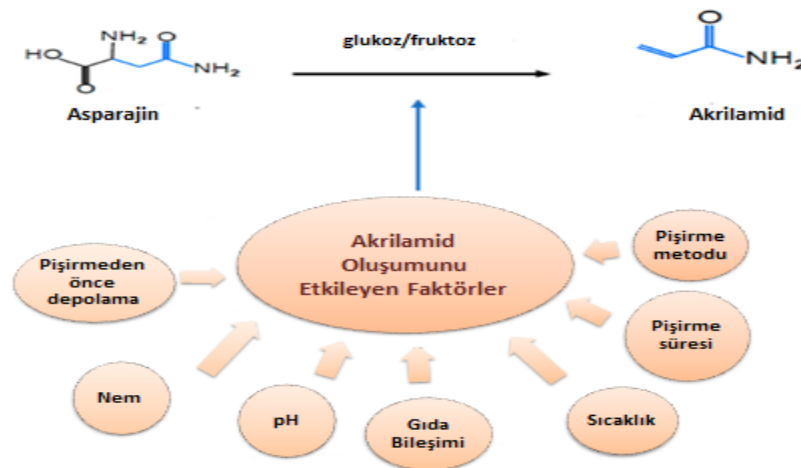 glukoz/fruktoz
NH₂
O
HO
NH₂
O
Asparajin
O
NH₂
Akrilamid
Akrilamid
Oluşumunu
Etkileyen Faktörler
Pişirmeden
önce
depolama
Nem
pH
Gıda
Bileşimi
Sıcaklık
Pişirme
süresi
Pişirme
metodu